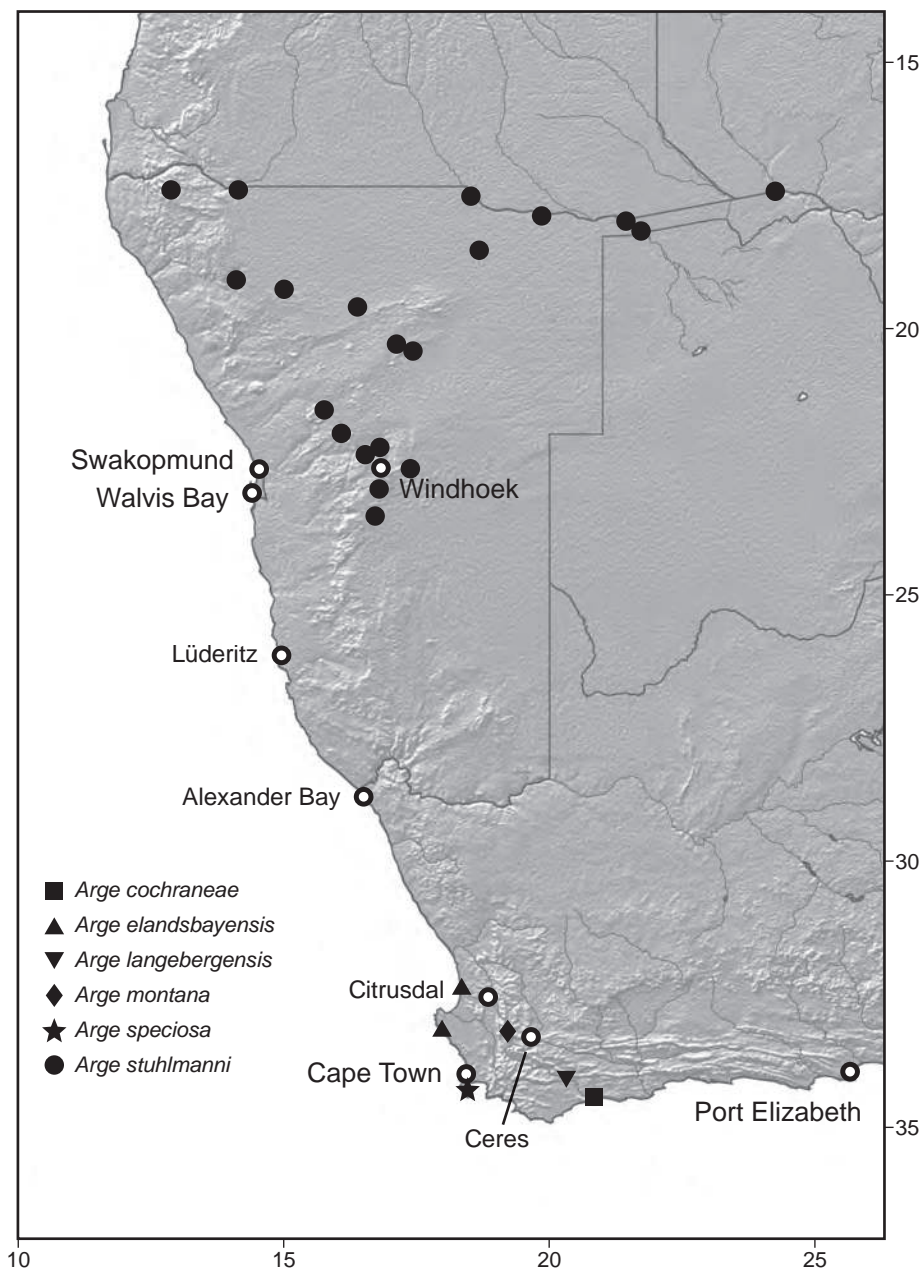 15
20
Swakopmund
Walvis Bay
Windhoek
25
Lüderitz
Alexander Bay
30
Arge cochraneae
Arge elandsbayensis
Arge langebergensis
Arge montana
Arge speciosa
Arge stuhlmanni
Citrusdal
Cape Town
Port Elizabeth
Ceres
35
10
15
20
25